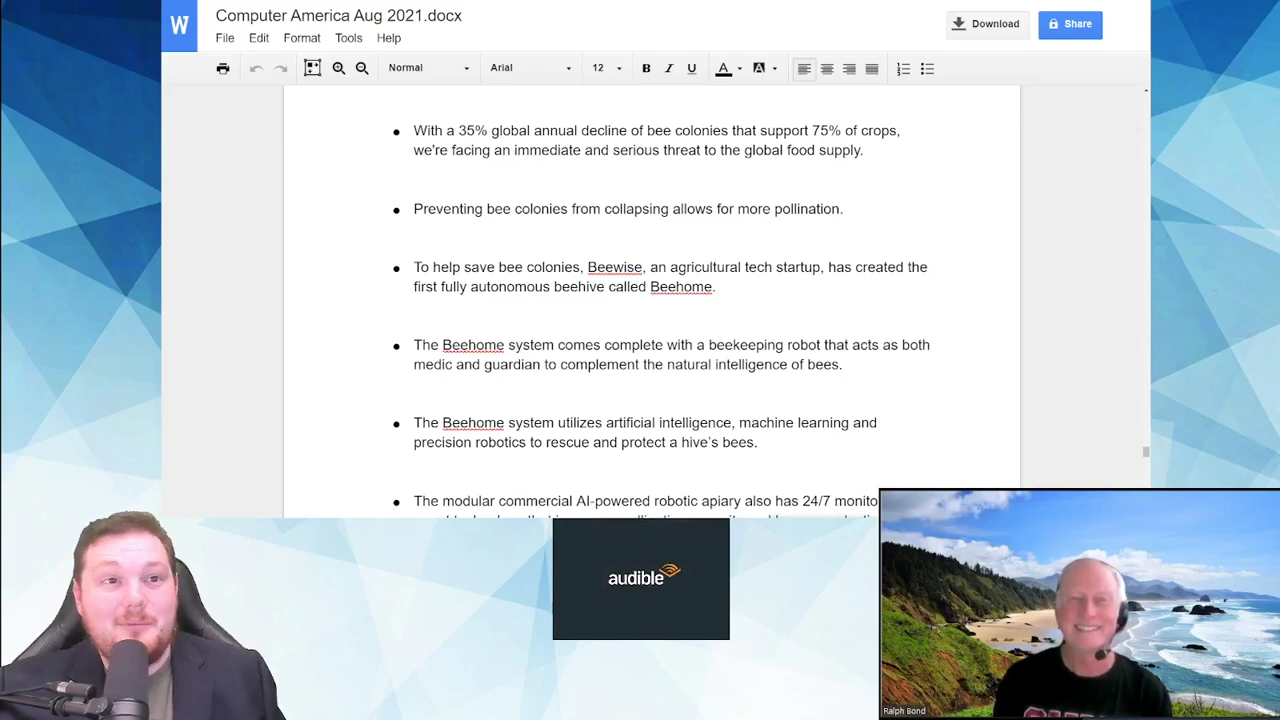 W
Computer America Aug 2021.docx
File Edit Format Tools Help
Download
Share
Normal Arial 12 B I U A A
With a 35% global annual decline of bee colonies that support 75% of crops,
we're facing an immediate and serious threat to the global food supply.
Preventing bee colonies from collapsing allows for more pollination.
To help save bee colonies, Beewise, an agricultural tech startup, has created the
first fully autonomous beehive called Beehome.
The Beehome system comes complete with a beekeeping robot that acts as both
medic and guardian to complement the natural intelligence of bees.
The Beehome system utilizes artificial intelligence, machine learning and
precision robotics to rescue and protect a hive's bees.
The modular commercial AI-powered robotic apiary also has 24/7
audible
Ralph Bond